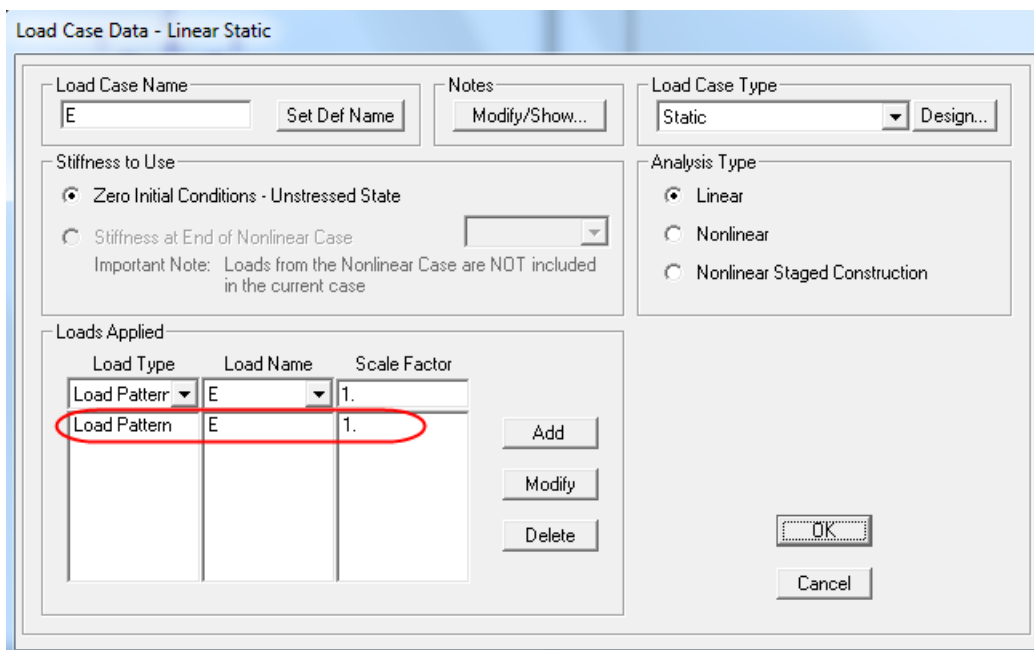 Load Case Data - Linear Static
Load Case Name
E
Set Def Name
Notes
Modify/Show...
Load Case Type
Static
Design...
Stiffness to Use
Zero Initial Conditions - Unstressed State
Stiffness at End of Nonlinear Case
Important Note: Loads from the Nonlinear Case are NOT included
in the current case
Analysis Type
Linear
Nonlinear
Nonlinear Staged Construction
Loads Applied
Load Type Load Name Scale Factor
Load Pattern E 1.
Load Pattern E 1.
Add
Modify
Delete
OK
Cancel